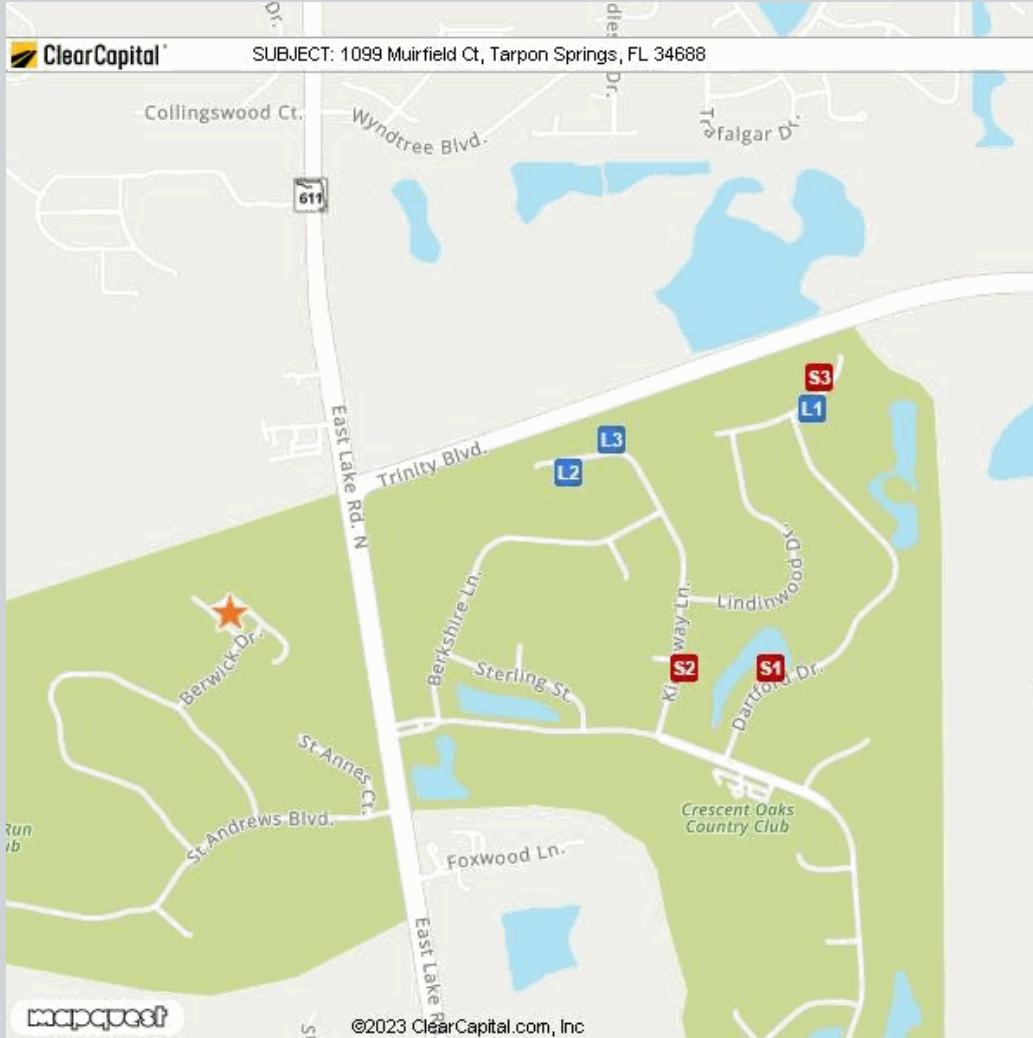 Dr.
ClearCapital
SUBJECT: 1099 Muirfield Ct, Tarpon Springs, FL 34688
Dr.
Collingswood Ct.
Wyndtree Blvd.
Trafalgar Dr.
611
S3
L1
East Lake Rd. N
L3
L2
Trinity Blvd.
Lindinwood Dr.
Berkshire Ln.
Berwick Dr.
Sterling St.
S2
S1
Dartford Dr.
St Annes Ct.
Crescent Oaks
Country Club
St Andrews Blvd.
Foxwood Ln.
East Lake
mapquest
©2023 ClearCapital.com, Inc